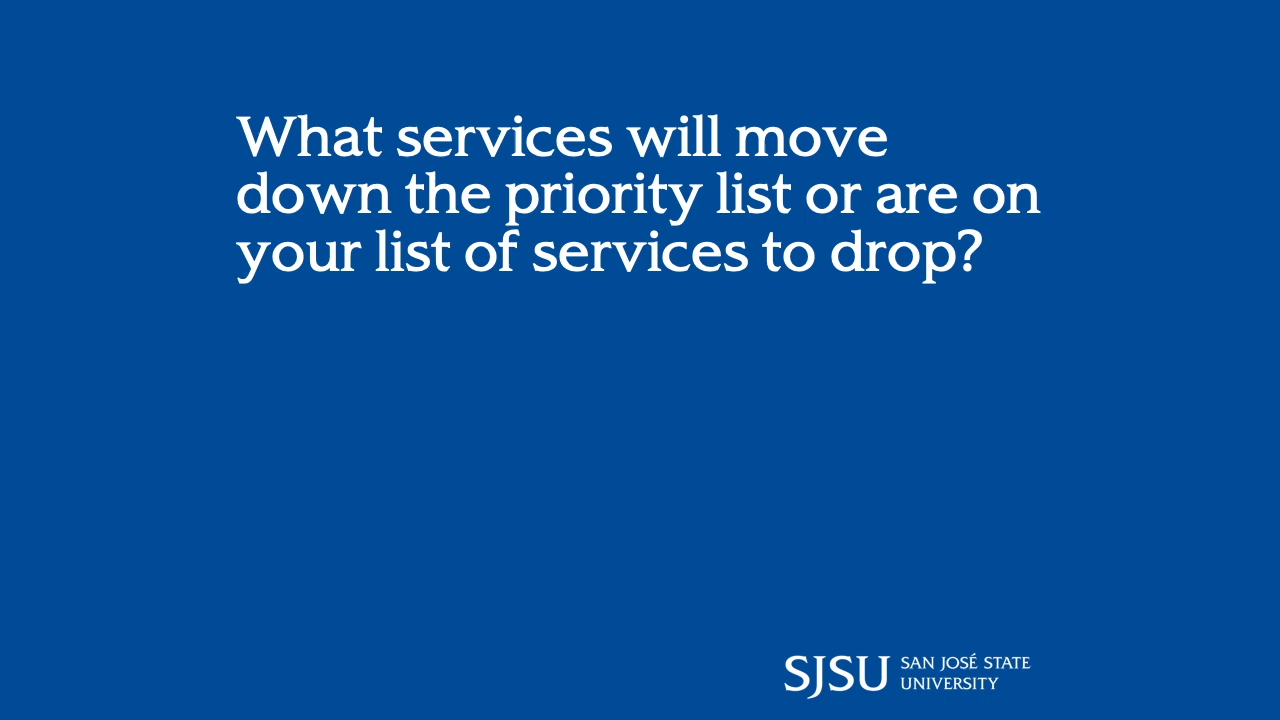 What services will move
down the priority list or are on
your list of services to drop?
SJSU SAN JOSÉ STATE
UNIVERSITY